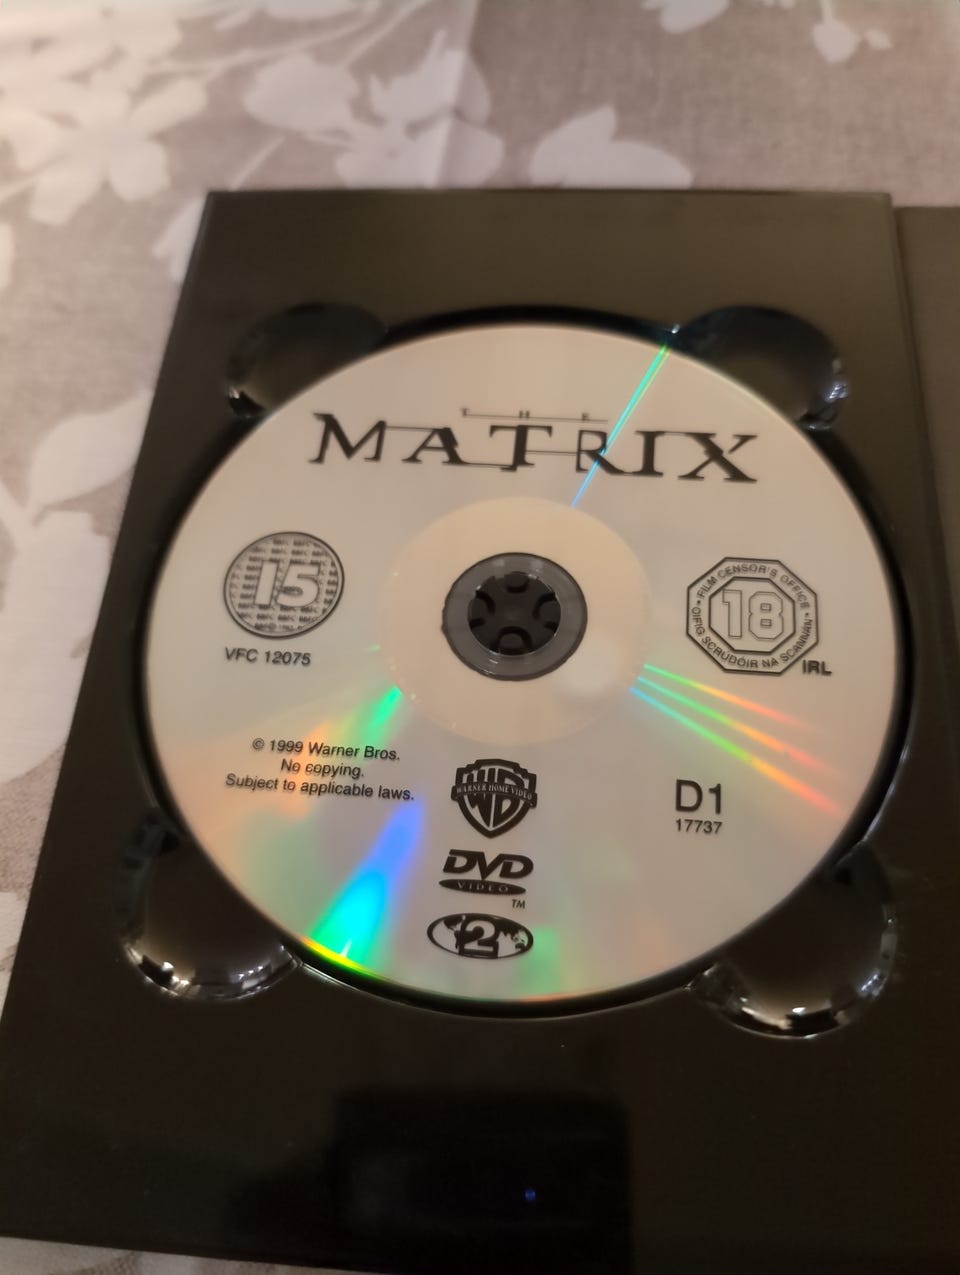 THE
MATRIX
15
VFC 12075
FILM CENSOR'S OFFICE
18
OIFIG SCRÚDÓIR NA SCANNÁN
IRL
© 1999 Warner Bros.
No copying.
Subject to applicable laws.
WB
WARNER HOME VIDEO
D1
17737
DVD
VIDEO
TM
2